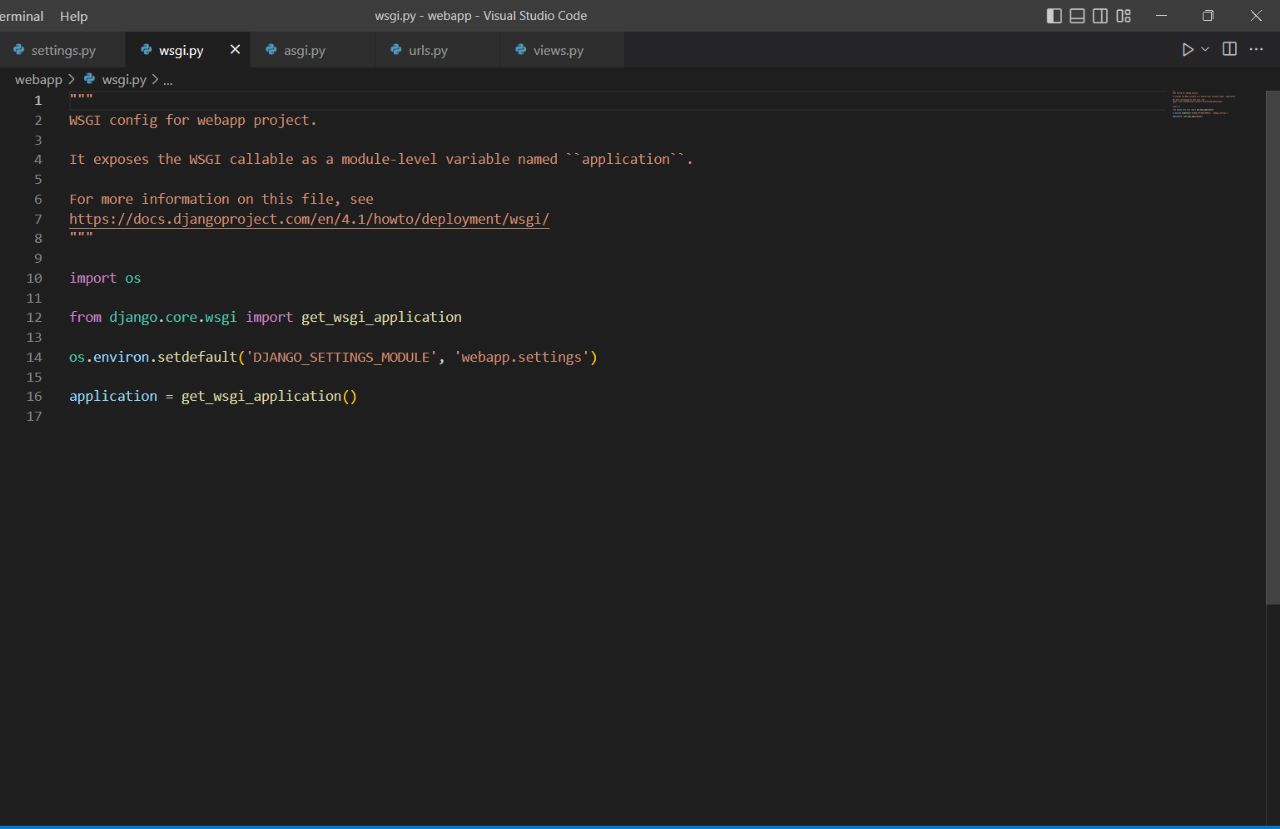 erminal Help wsgi.py - webapp - Visual Studio Code
settings.py wsgi.py asgi.py urls.py views.py
webapp > wsgi.py > ...
1 """
2 WSGI config for webapp project.
3
4 It exposes the WSGI callable as a module-level variable named ``application``.
5
6 For more information on this file, see
7 https://docs.djangoproject.com/en/4.1/howto/deployment/wsgi/
8 """
9
10 import os
11
12 from django.core.wsgi import get_wsgi_application
13
14 os.environ.setdefault('DJANGO_SETTINGS_MODULE', 'webapp.settings')
15
16 application = get_wsgi_application()
17